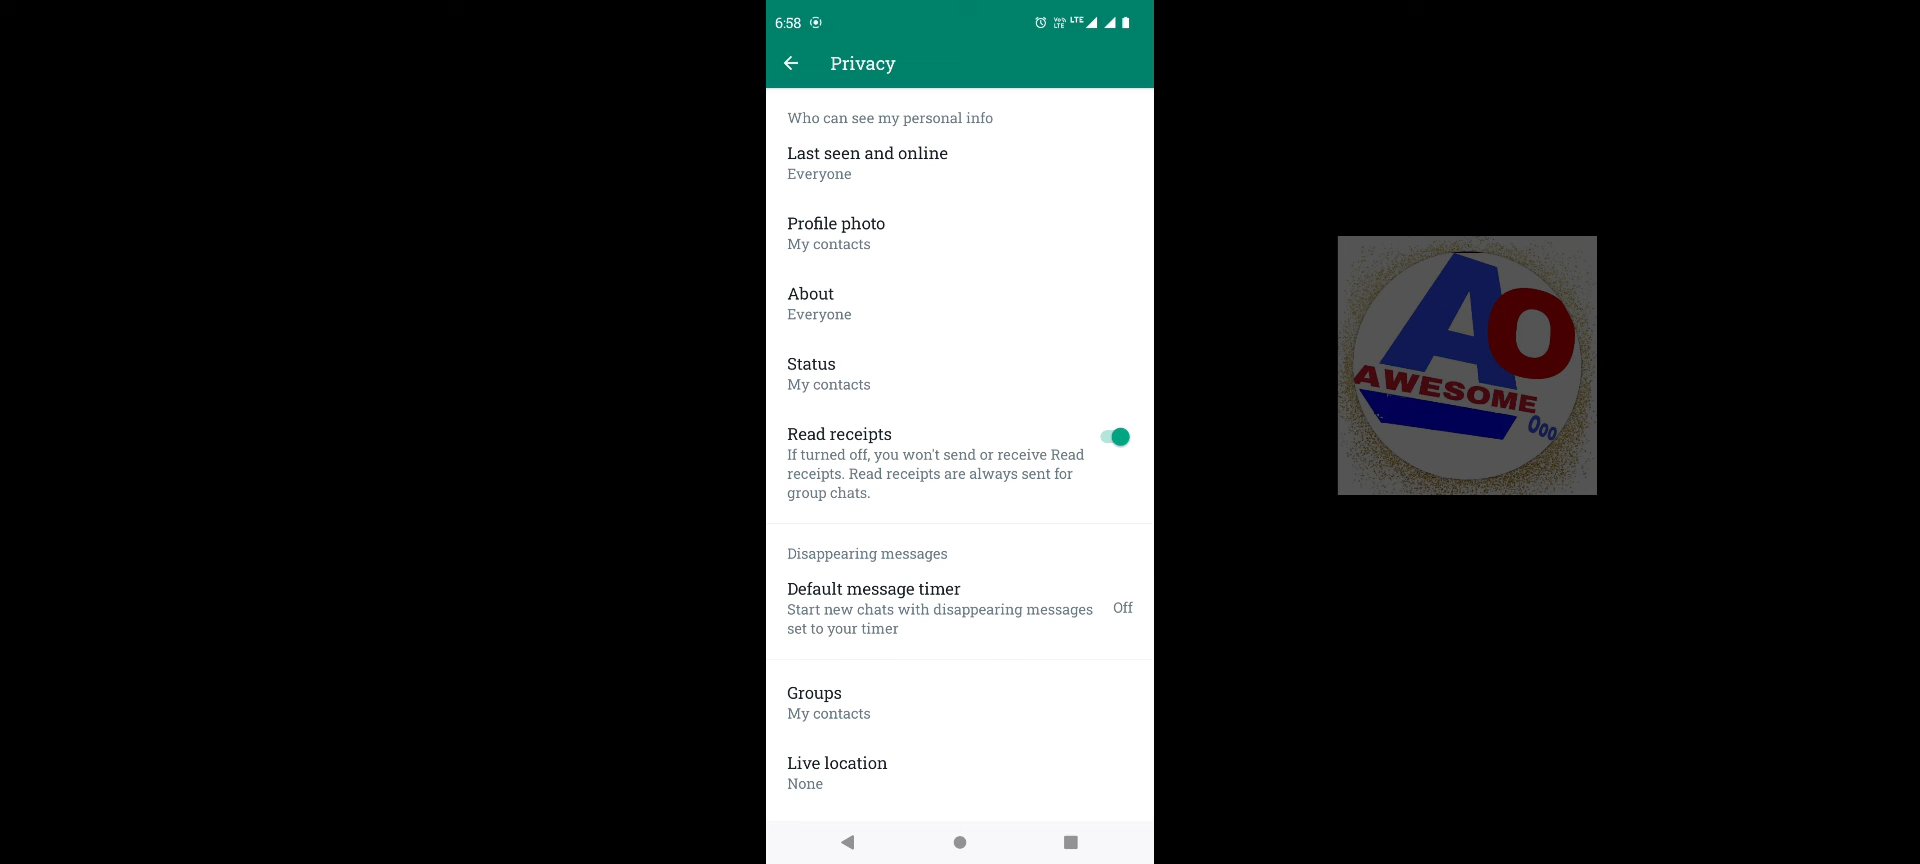 6:58
VoLTE LTE
Privacy
Who can see my personal info
Last seen and online
Everyone
Profile photo
My contacts
About
Everyone
Status
My contacts
Read receipts
If turned off, you won't send or receive Read
receipts. Read receipts are always sent for
group chats.
Disappearing messages
Default message timer
Start new chats with disappearing messages
set to your timer
Off
Groups
My contacts
Live location
None
AO
AWESOME
Ooo